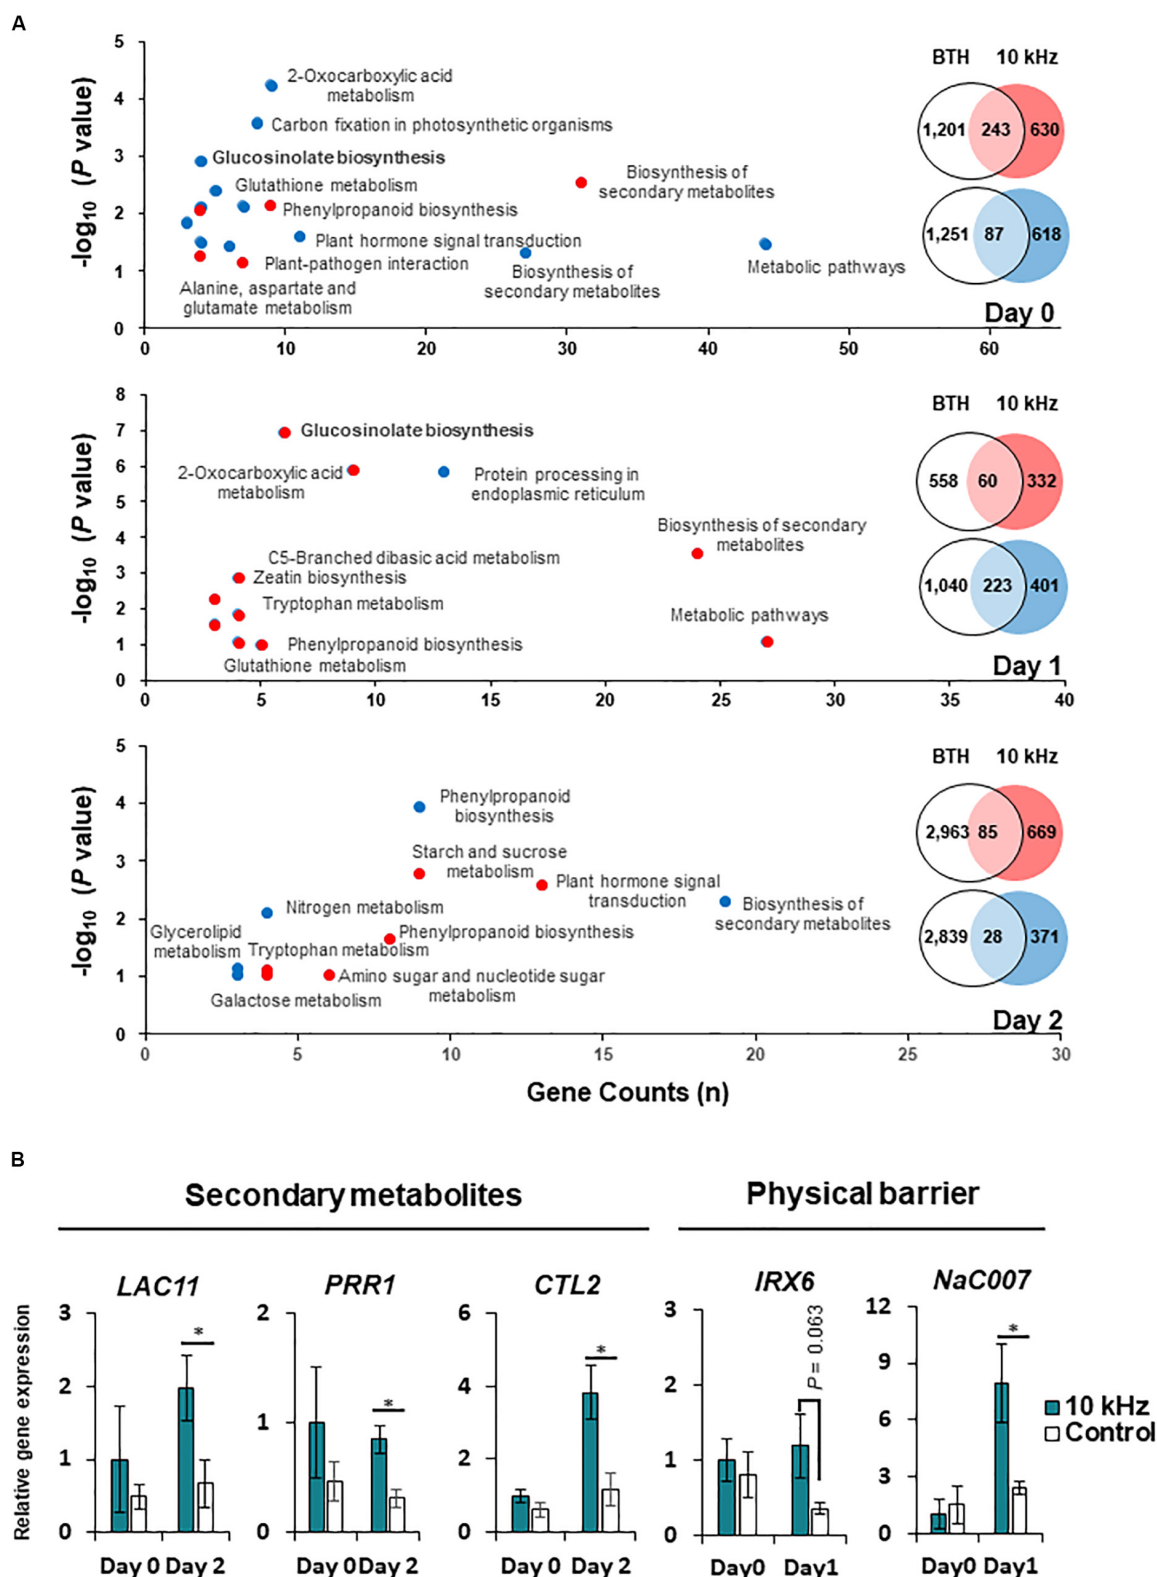 A
BTH 10 kHz
5
4
3
2
1
0
-log10 (P value)
2-Oxocarboxylic acid
metabolism
Carbon fixation in photosynthetic organisms
Glucosinolate biosynthesis
Glutathione metabolism
Phenylpropanoid biosynthesis
Plant hormone signal transduction
Plant-pathogen interaction
Alanine, aspartate and
glutamate metabolism
Biosynthesis of
secondary metabolites
Biosynthesis of
secondary metabolites
Metabolic pathways
1,201 243 630
1,251 87 618
Day 0
0 10 20 30 40 50 60
BTH 10 kHz
8
7
6
5
4
3
2
1
0
-log10 (P value)
Glucosinolate biosynthesis
2-Oxocarboxylic acid
metabolism
Protein processing in
endoplasmic reticulum
Biosynthesis of secondary
metabolites
C5-Branched dibasic acid metabolism
Zeatin biosynthesis
Tryptophan metabolism
Metabolic pathways
Phenylpropanoid biosynthesis
Glutathione metabolism
558 60 332
1,040 223 401
Day 1
0 5 10 15 20 25 30 35 40
BTH 10 kHz
5
4
3
2
1
0
-log10 (P value)
Phenylpropanoid
biosynthesis
Starch and sucrose
metabolism
Plant hormone signal
transduction
Nitrogen metabolism
Biosynthesis of
secondary metabolites
Glycerolipid
metabolism
Phenylpropanoid biosynthesis
Tryptophan metabolism
Amino sugar and nucleotide sugar
metabolism
Galactose metabolism
2,963 85 669
2,839 28 371
Day 2
0 5 10 15 20 25 30
Gene Counts (n)
B
Secondary metabolites
Physical barrier
Relative gene expression
LAC11
3
2
1
0
*
Day 0 Day 2
PRR1
2
1
0
*
Day 0 Day 2
CTL2
6
4
2
0
*
Day 0 Day 2
IRX6
3
2
1
0
P = 0.063
Day0 Day1
NaC007
12
9
6
3
0
*
Day0 Day1
10 kHz
Control